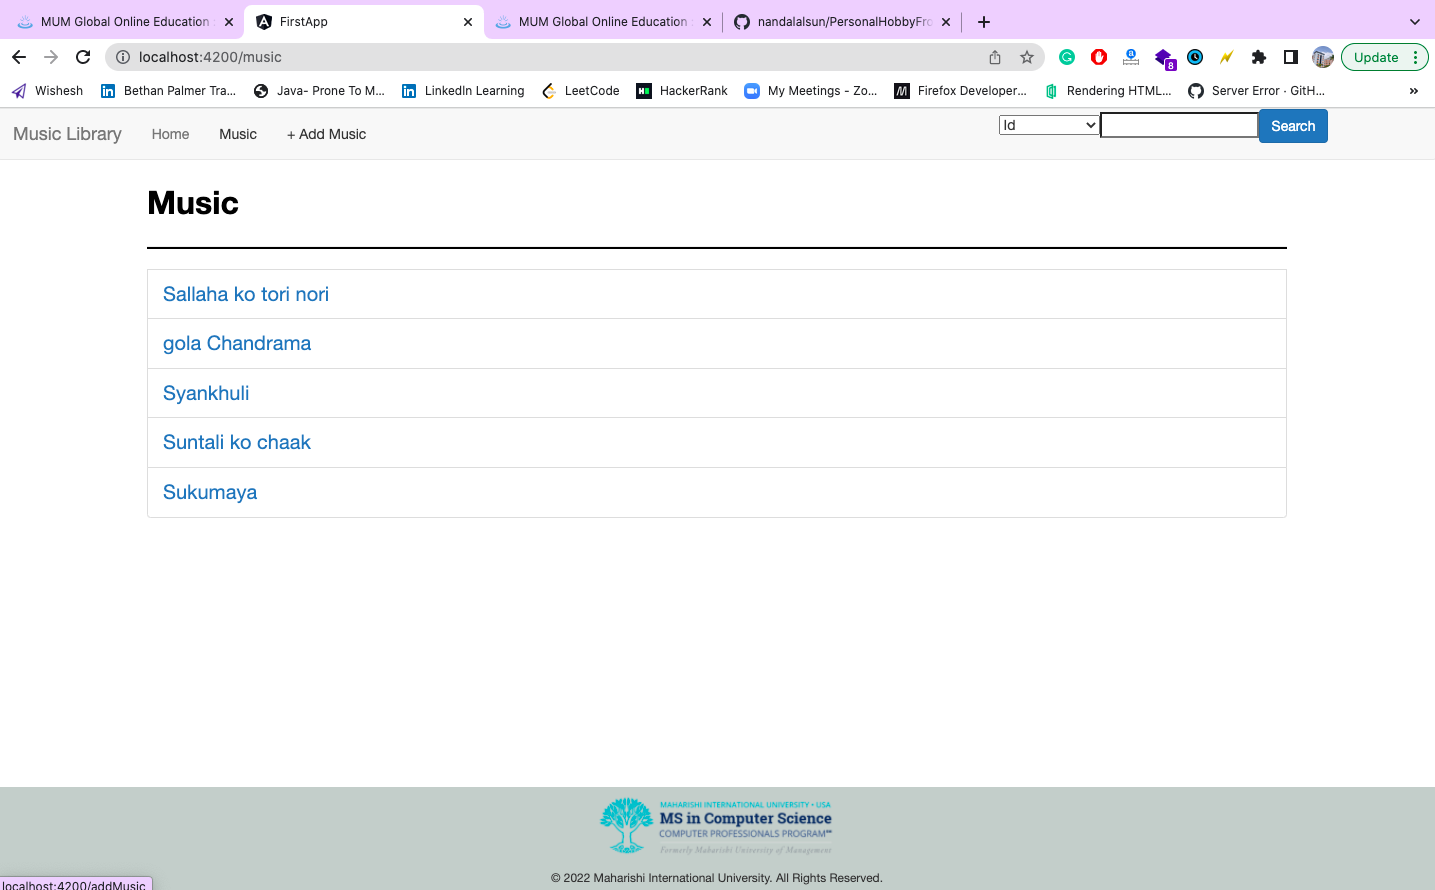 MUM Global Online Education
FirstApp
MUM Global Online Education
nandalalsun/PersonalHobbyFro
localhost:4200/music
8
Update
Wishesh
Bethan Palmer Tra...
Java- Prone To M...
LinkedIn Learning
LeetCode
HackerRank
My Meetings - Zo...
Firefox Developer...
Rendering HTML...
Server Error · GitH...
»
Music Library
Home
Music
+ Add Music
Id
Search
Music
Sallaha ko tori nori
gola Chandrama
Syankhuli
Suntali ko chaak
Sukumaya
MAHARISHI INTERNATIONAL UNIVERSITY • USA
MS in Computer Science
COMPUTER PROFESSIONALS PROGRAM℠
Formerly Maharishi University of Management
© 2022 Maharishi International University. All Rights Reserved.
localhost:4200/addMusic